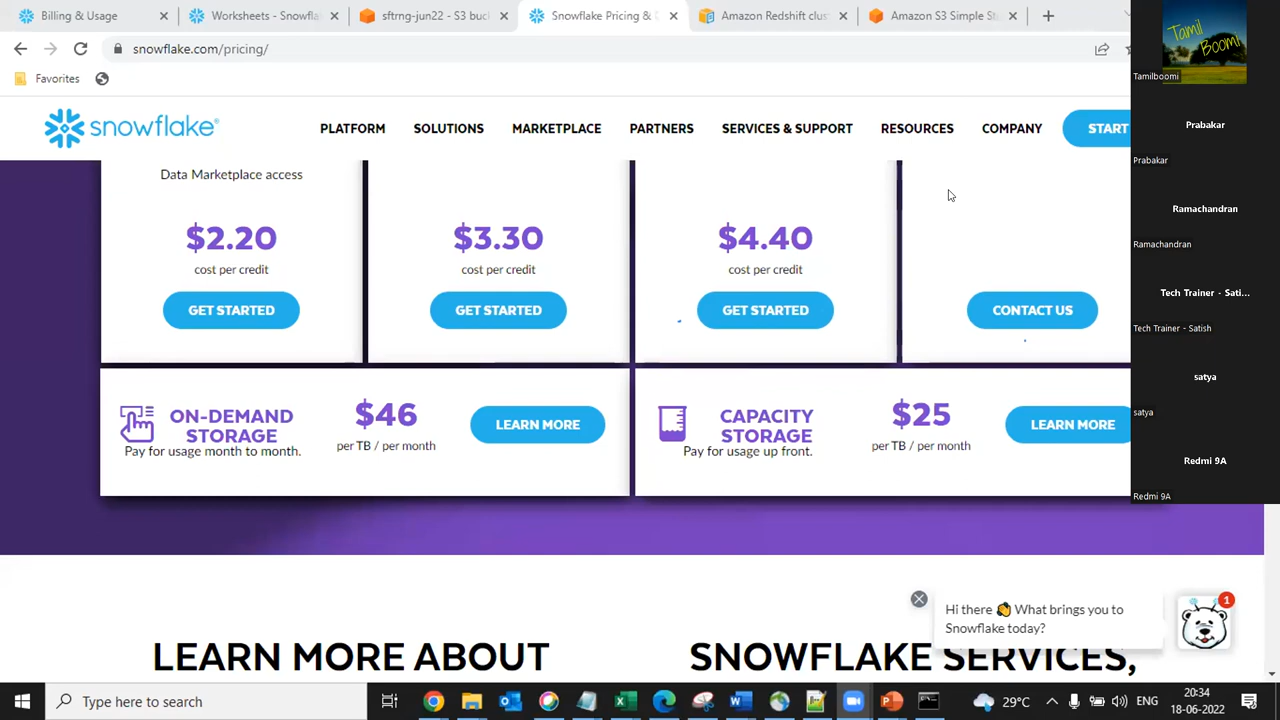 Billing & Usage
Worksheets - Snowfla
sftrng-jun22 - S3 buc
Snowflake Pricing &
Amazon Redshift clus
Amazon S3 Simple St
snowflake.com/pricing/
Favorites
snowflake
PLATFORM
SOLUTIONS
MARKETPLACE
PARTNERS
SERVICES & SUPPORT
RESOURCES
COMPANY
START
Data Marketplace access
$2.20
cost per credit
GET STARTED
$3.30
cost per credit
GET STARTED
$4.40
cost per credit
GET STARTED
CONTACT US
ON-DEMAND
STORAGE
Pay for usage month to month.
$46
per TB / per month
LEARN MORE
CAPACITY
STORAGE
Pay for usage up front.
$25
per TB / per month
LEARN MORE
LEARN MORE ABOUT
SNOWFLAKE SERVICES,
Hi there 👋 What brings you to
Snowflake today?
1
Tamil
Boomi
Tamilboomi
Prabakar
Prabakar
Ramachandran
Ramachandran
Tech Trainer - Sati...
Tech Trainer - Satish
satya
satya
Redmi 9A
Redmi 9A
Type here to search
29°C
ENG
20:34
18-06-2022